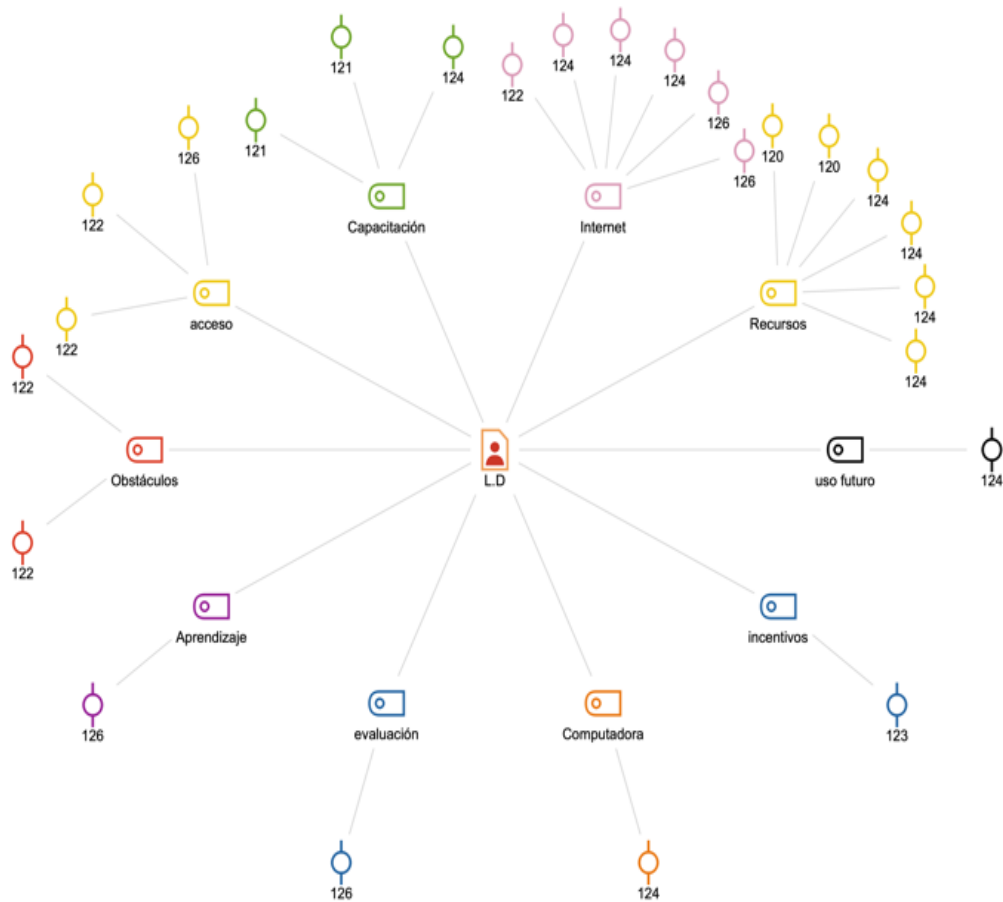 121
124
122
124
124
124
126
126
121
126
120
120
124
124
124
124
122
122
Capacitación
Internet
acceso
Recursos
122
122
Obstáculos
L.D
uso futuro
124
Aprendizaje
incentivos
126
evaluación
Computadora
123
126
124